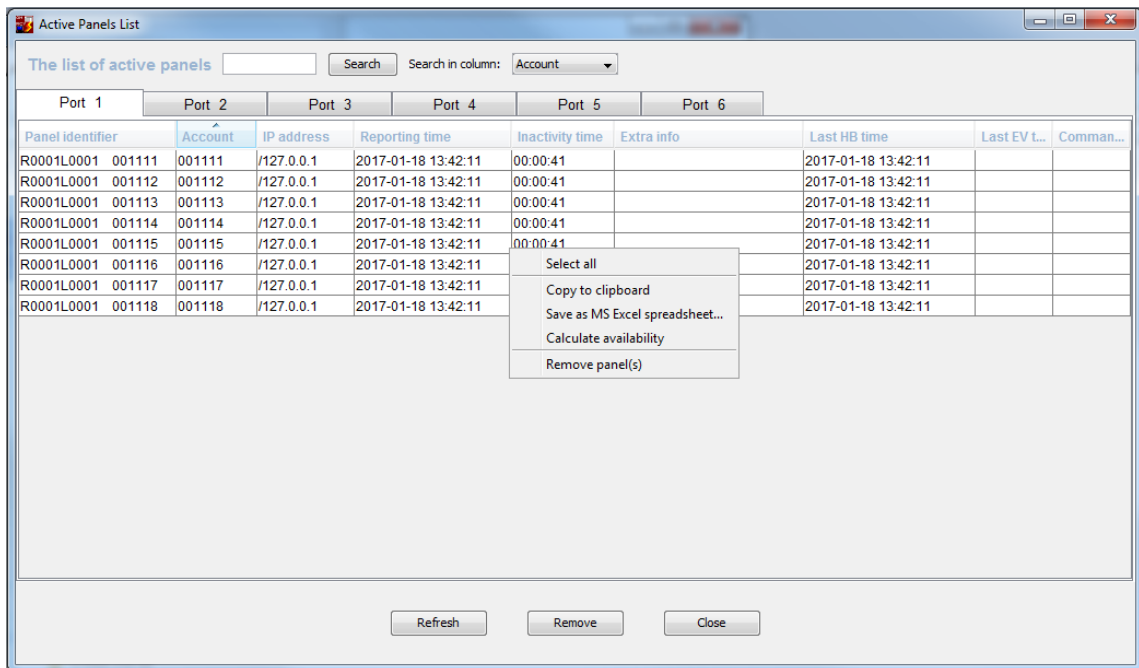 Active Panels List
The list of active panels Search Search in column: Account
Port 1 Port 2 Port 3 Port 4 Port 5 Port 6
Panel identifier Account IP address Reporting time Inactivity time Extra info Last HB time Last EV t... Comman...
R0001L0001 001111 001111 /127.0.0.1 2017-01-18 13:42:11 00:00:41 2017-01-18 13:42:11
R0001L0001 001112 001112 /127.0.0.1 2017-01-18 13:42:11 00:00:41 2017-01-18 13:42:11
R0001L0001 001113 001113 /127.0.0.1 2017-01-18 13:42:11 00:00:41 2017-01-18 13:42:11
R0001L0001 001114 001114 /127.0.0.1 2017-01-18 13:42:11 00:00:41 2017-01-18 13:42:11
R0001L0001 001115 001115 /127.0.0.1 2017-01-18 13:42:11 00:00:41 2017-01-18 13:42:11
R0001L0001 001116 001116 /127.0.0.1 2017-01-18 13:42:11 2017-01-18 13:42:11
R0001L0001 001117 001117 /127.0.0.1 2017-01-18 13:42:11 2017-01-18 13:42:11
R0001L0001 001118 001118 /127.0.0.1 2017-01-18 13:42:11 2017-01-18 13:42:11
Select all
Copy to clipboard
Save as MS Excel spreadsheet...
Calculate availability
Remove panel(s)
Refresh Remove Close